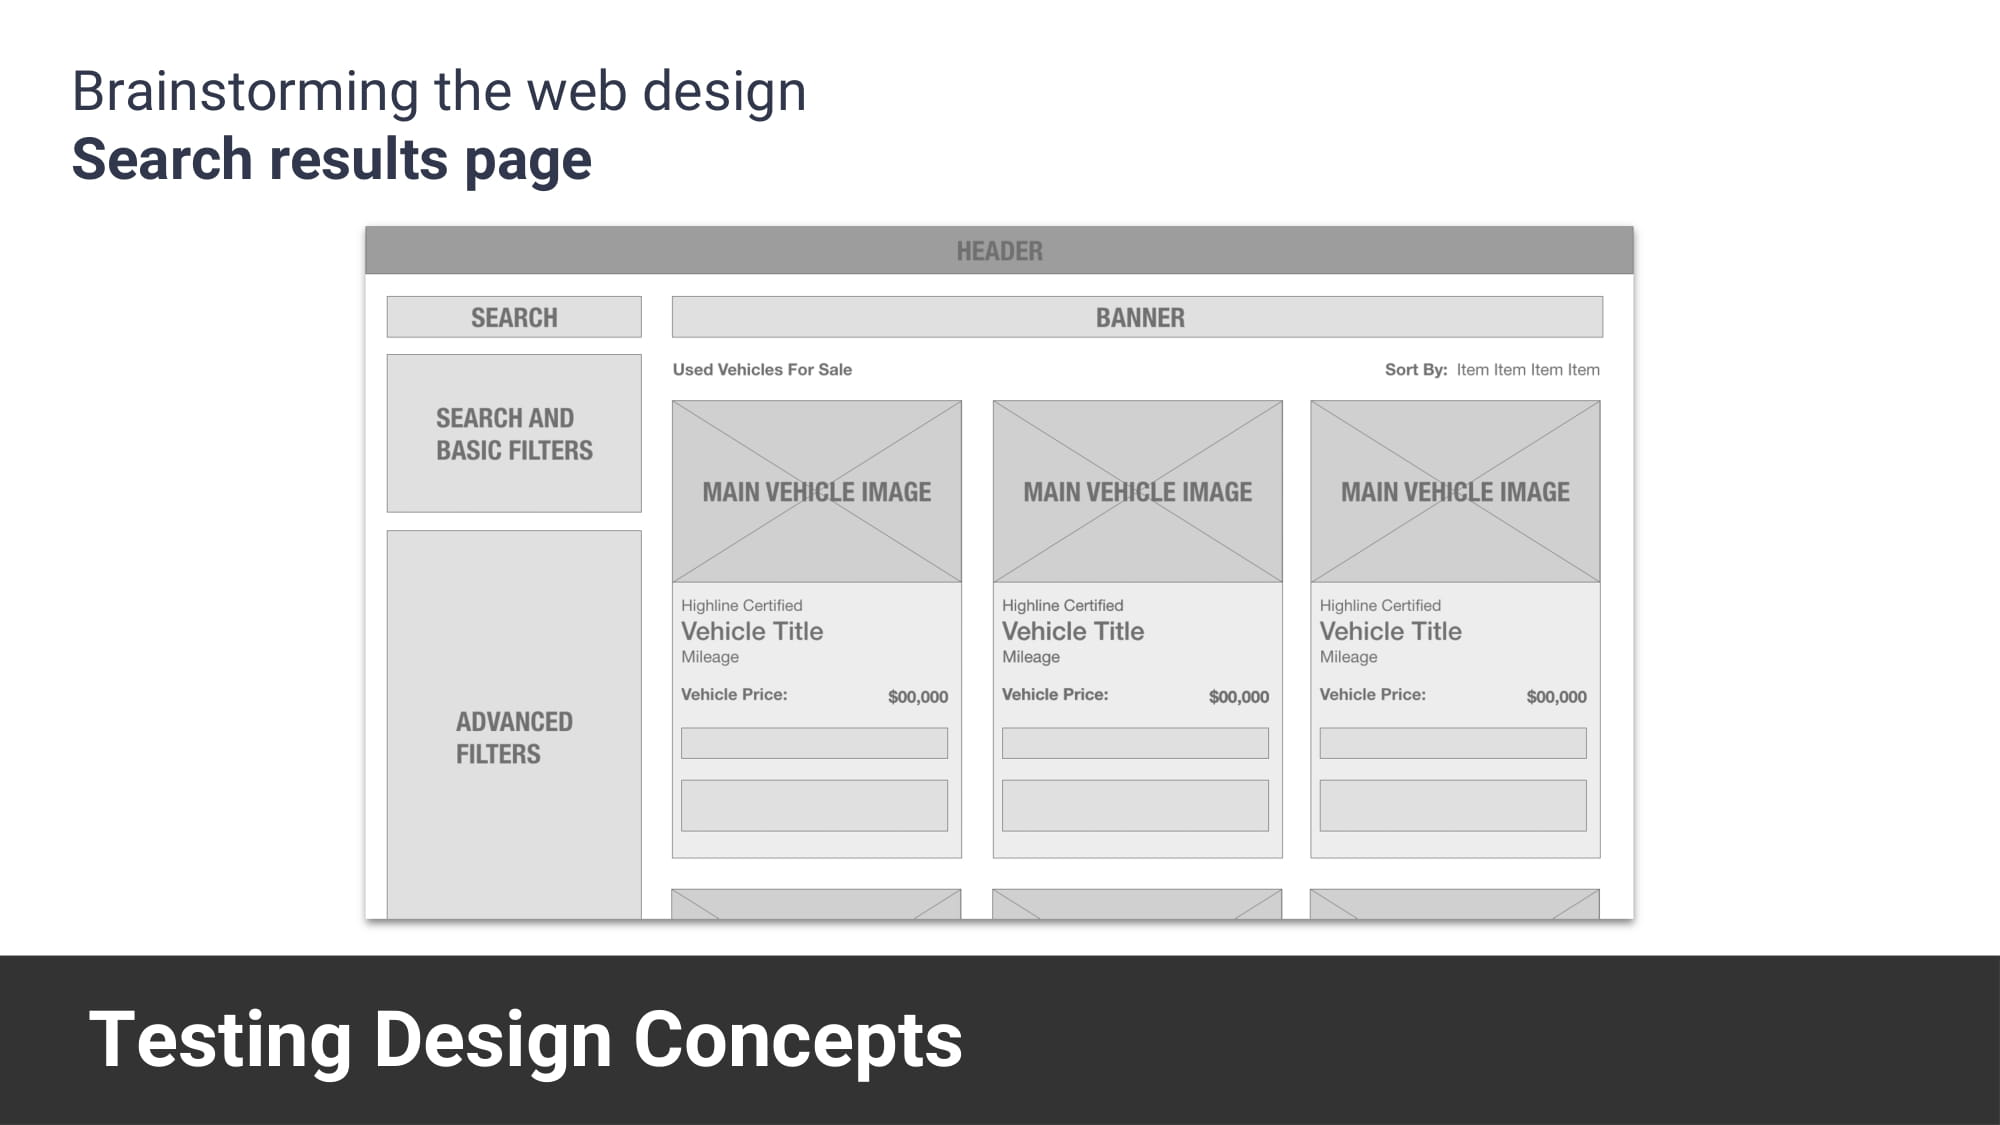 Brainstorming the web design
Search results page
HEADER
SEARCH
BANNER
SEARCH AND
BASIC FILTERS
ADVANCED
FILTERS
Used Vehicles For Sale
Sort By: Item Item Item Item
MAIN VEHICLE IMAGE
Highline Certified
Vehicle Title
Mileage
Vehicle Price: $00,000
MAIN VEHICLE IMAGE
Highline Certified
Vehicle Title
Mileage
Vehicle Price: $00,000
MAIN VEHICLE IMAGE
Highline Certified
Vehicle Title
Mileage
Vehicle Price: $00,000
Testing Design Concepts